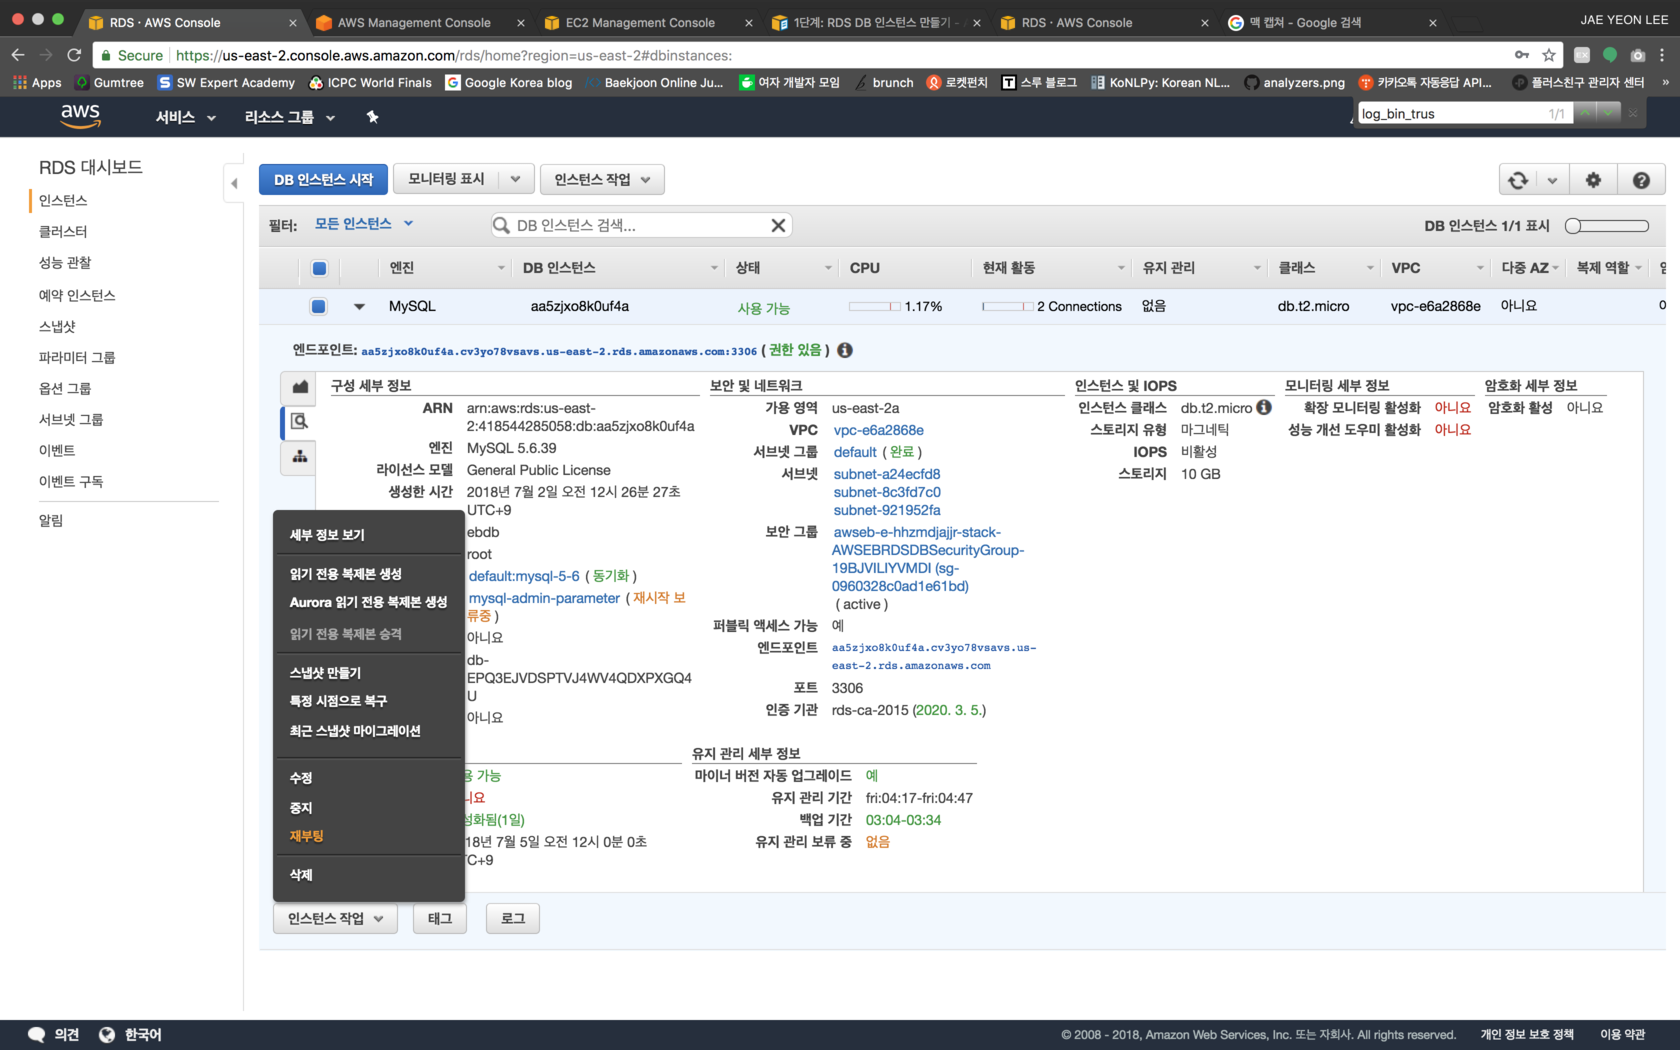 RDS · AWS Console
AWS Management Console
EC2 Management Console
1단계: RDS DB 인스턴스 만들기 -
RDS · AWS Console
맥 캡쳐 - Google 검색
JAE YEON LEE
Secure https://us-east-2.console.aws.amazon.com/rds/home?region=us-east-2#dbinstances:
Apps Gumtree SW Expert Academy ICPC World Finals Google Korea blog Baekjoon Online Ju... 여자 개발자 모임 brunch 로켓펀치 스루 블로그 KoNLPy: Korean NL... analyzers.png 카카오톡 자동응답 API... 플러스친구 관리자 센터 »
aws 서비스 리소스 그룹
log_bin_trus 1/1
RDS 대시보드
인스턴스
클러스터
성능 관찰
예약 인스턴스
스냅샷
파라미터 그룹
옵션 그룹
서브넷 그룹
이벤트
이벤트 구독
알림
DB 인스턴스 시작 모니터링 표시 인스턴스 작업
필터: 모든 인스턴스 DB 인스턴스 검색... DB 인스턴스 1/1 표시
엔진 DB 인스턴스 상태 CPU 현재 활동 유지 관리 클래스 VPC 다중 AZ 복제 역할
MySQL aa5zjxo8k0uf4a 사용 가능 1.17% 2 Connections 없음 db.t2.micro vpc-e6a2868e 아니요
엔드포인트: aa5zjxo8k0uf4a.cv3yo78vsavs.us-east-2.rds.amazonaws.com:3306 ( 권한 있음 )
구성 세부 정보
ARN arn:aws:rds:us-east-
2:418544285058:db:aa5zjxo8k0uf4a
엔진 MySQL 5.6.39
라이선스 모델 General Public License
생성한 시간 2018년 7월 2일 오전 12시 26분 27초
UTC+9
ebdb
root
default:mysql-5-6 ( 동기화 )
mysql-admin-parameter ( 재시작 보
류중 )
아니요
db-
EPQ3EJVDSPTVJ4WV4QDXPXGQ4
U
아니요
보안 및 네트워크
가용 영역 us-east-2a
VPC vpc-e6a2868e
서브넷 그룹 default ( 완료 )
서브넷 subnet-a24ecfd8
subnet-8c3fd7c0
subnet-921952fa
보안 그룹 awseb-e-hhzmdjajjr-stack-
AWSEBRDSDBSecurityGroup-
19BJVILIYVMDI (sg-
0960328c0ad1e61bd)
( active )
퍼블릭 액세스 가능 예
엔드포인트 aa5zjxo8k0uf4a.cv3yo78vsavs.us-
east-2.rds.amazonaws.com
포트 3306
인증 기관 rds-ca-2015 (2020. 3. 5.)
인스턴스 및 IOPS
인스턴스 클래스 db.t2.micro
스토리지 유형 마그네틱
IOPS 비활성
스토리지 10 GB
모니터링 세부 정보
확장 모니터링 활성화 아니요
성능 개선 도우미 활성화 아니요
암호화 세부 정보
암호화 활성 아니요
세부 정보 보기
읽기 전용 복제본 생성
Aurora 읽기 전용 복제본 생성
읽기 전용 복제본 승격
스냅샷 만들기
특정 시점으로 복구
최근 스냅샷 마이그레이션
수정
중지
재부팅
삭제
가능
요
성화됨(1일)
18년 7월 5일 오전 12시 0분 0초
C+9
유지 관리 세부 정보
마이너 버전 자동 업그레이드 예
유지 관리 기간 fri:04:17-fri:04:47
백업 기간 03:04-03:34
유지 관리 보류 중 없음
인스턴스 작업 태그 로그
의견 한국어 © 2008 - 2018, Amazon Web Services, Inc. 또는 자회사. All rights reserved. 개인 정보 보호 정책 이용 약관